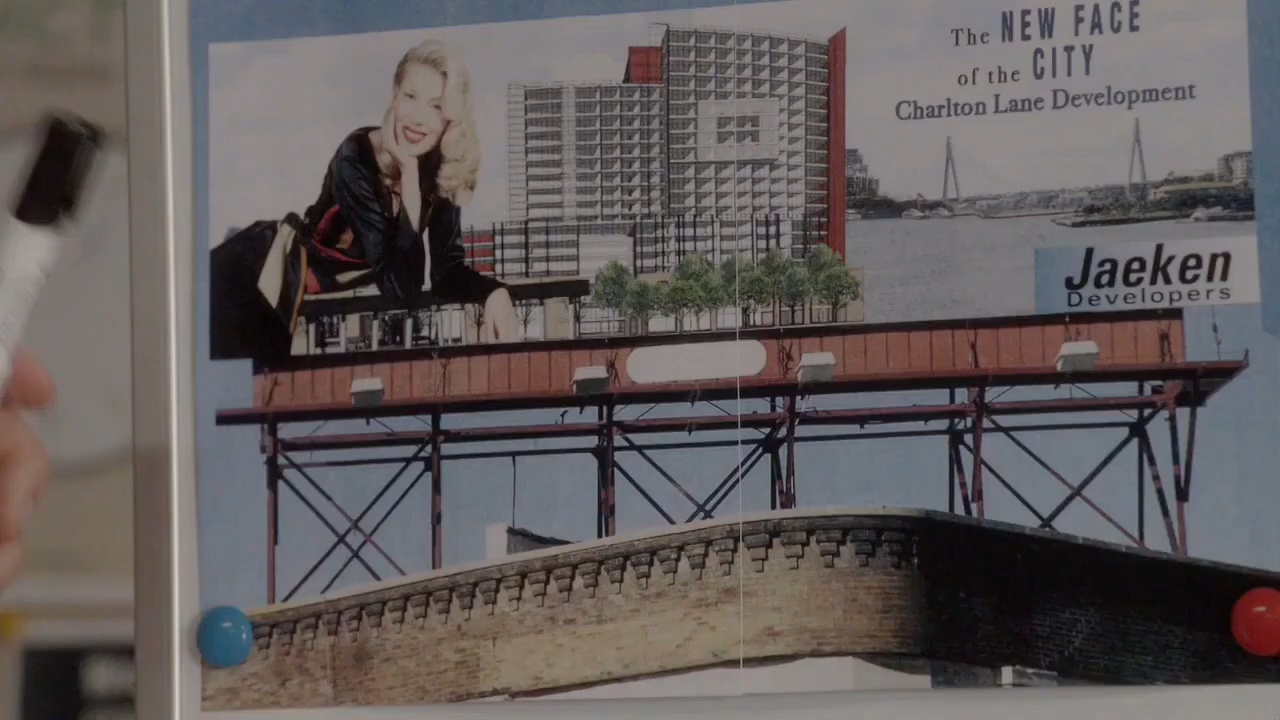 The NEW FACE
of the CITY
Charlton Lane Development
Jaeken
Developers